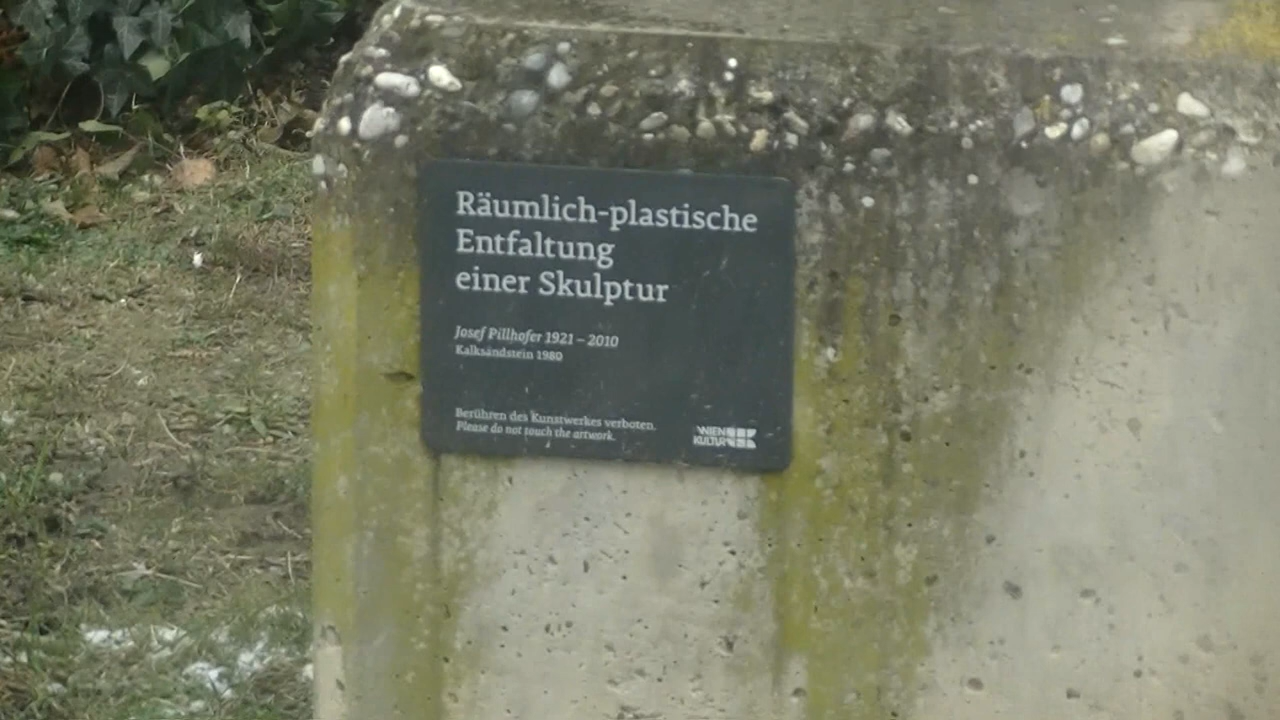 Räumlich-plastische
Entfaltung
einer Skulptur
Josef Pillhofer 1921 – 2010
Kalksandstein 1980
Berühren des Kunstwerkes verboten.
Please do not touch the artwork.
WIEN
KULTUR